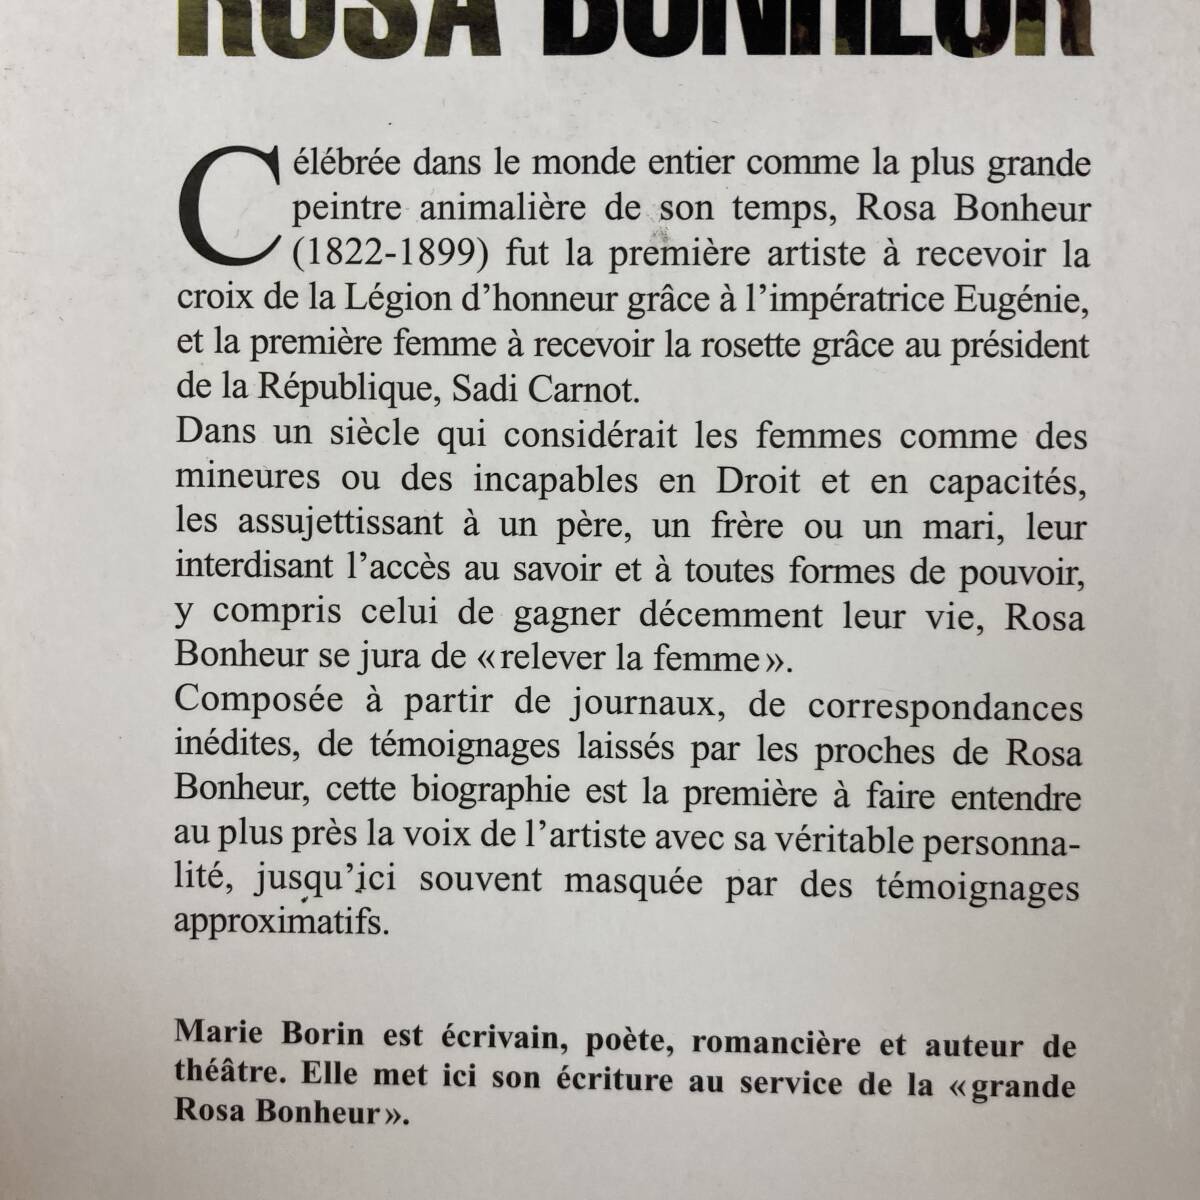 ROSA BONHEUR
Célébrée dans le monde entier comme la plus grande
peintre animalière de son temps, Rosa Bonheur
(1822-1899) fut la première artiste à recevoir la
croix de la Légion d’honneur grâce à l’impératrice Eugénie,
et la première femme à recevoir la rosette grâce au président
de la République, Sadi Carnot.
Dans un siècle qui considérait les femmes comme des
mineures ou des incapables en Droit et en capacités,
les assujettissant à un père, un frère ou un mari, leur
interdisant l’accès au savoir et à toutes formes de pouvoir,
y compris celui de gagner décemment leur vie, Rosa
Bonheur se jura de « relever la femme ».
Composée à partir de journaux, de correspondances
inédites, de témoignages laissés par les proches de Rosa
Bonheur, cette biographie est la première à faire entendre
au plus près la voix de l’artiste avec sa véritable personna-
lité, jusqu’ici souvent masquée par des témoignages
approximatifs.
Marie Borin est écrivain, poète, romancière et auteur de
théâtre. Elle met ici son écriture au service de la « grande
Rosa Bonheur ».